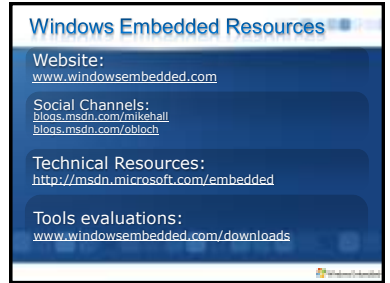 Windows Embedded Resources
Website:
www.windowsembedded.com
Social Channels:
blogs.msdn.com/mikehall
blogs.msdn.com/obloch
Technical Resources:
http://msdn.microsoft.com/embedded
Tools evaluations:
www.windowsembedded.com/downloads